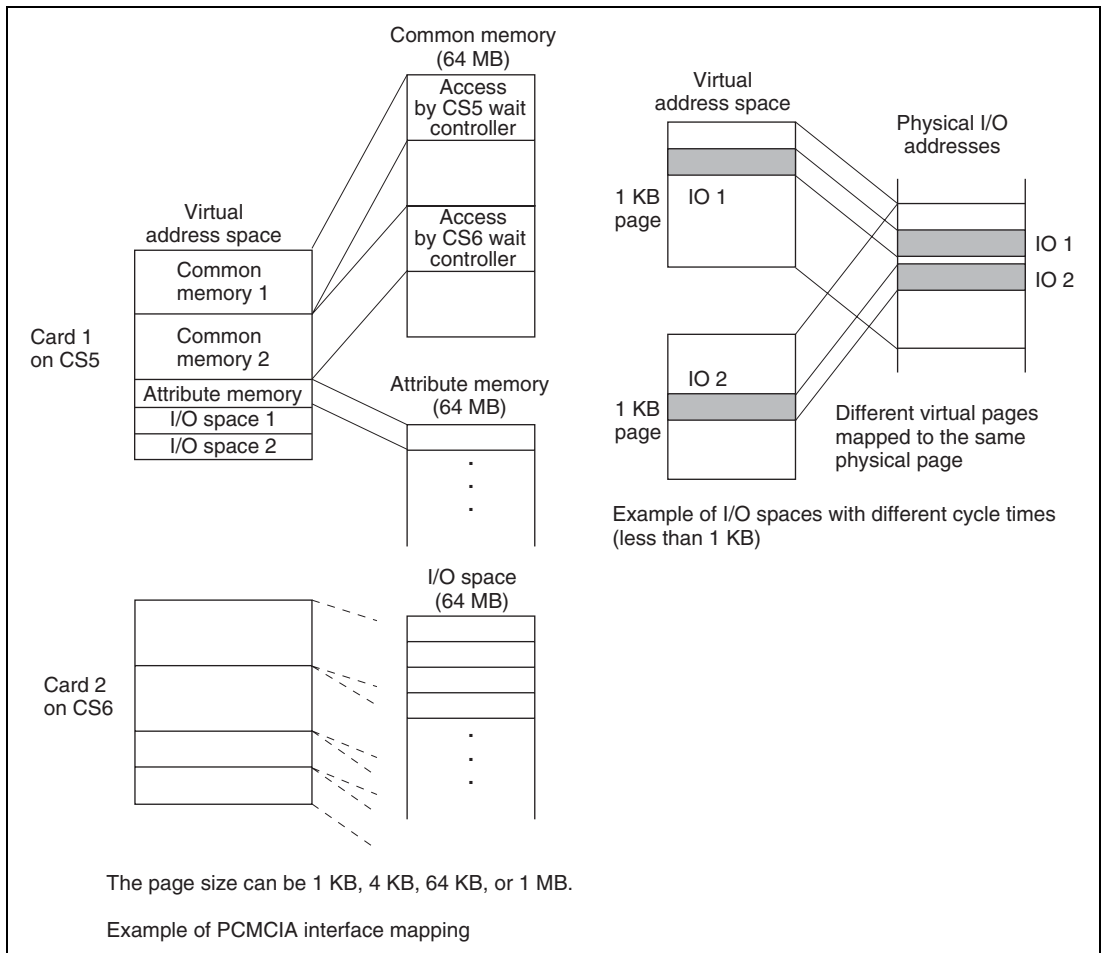 Common memory
(64 MB)
Access
by CS5 wait
controller
Access
by CS6 wait
controller
Virtual
address space
Common
memory 1
Common
memory 2
Attribute memory
I/O space 1
I/O space 2
Card 1
on CS5
Attribute memory
(64 MB)
I/O space
(64 MB)
Card 2
on CS6
The page size can be 1 KB, 4 KB, 64 KB, or 1 MB.
Example of PCMCIA interface mapping
Virtual
address space
Physical I/O
addresses
1 KB
page
IO 1
IO 1
IO 2
IO 2
1 KB
page
Different virtual pages
mapped to the same
physical page
Example of I/O spaces with different cycle times
(less than 1 KB)